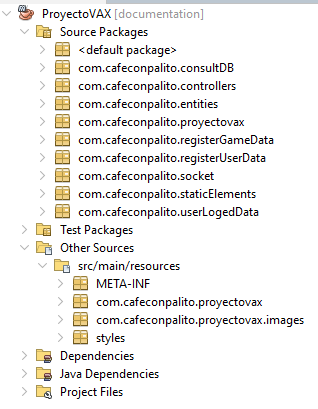 ProyectoVAX [documentation]
Source Packages
<default package>
com.cafeconpalito.consultDB
com.cafeconpalito.controllers
com.cafeconpalito.entities
com.cafeconpalito.proyectovax
com.cafeconpalito.registerGameData
com.cafeconpalito.registerUserData
com.cafeconpalito.socket
com.cafeconpalito.staticElements
com.cafeconpalito.userLogedData
Test Packages
Other Sources
src/main/resources
META-INF
com.cafeconpalito.proyectovax
com.cafeconpalito.proyectovax.images
styles
Dependencies
Java Dependencies
Project Files